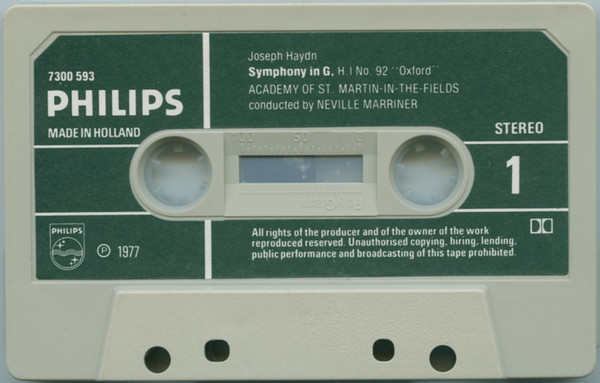 7300 593
PHILIPS
MADE IN HOLLAND
Joseph Haydn
Symphony in G, H.I No. 92 "Oxford"
ACADEMY OF ST. MARTIN-IN-THE-FIELDS
conducted by NEVILLE MARRINER
STEREO
1
100 50 0
PolyGram
PHILIPS
℗ 1977
All rights of the producer and of the owner of the work
reproduced reserved. Unauthorised copying, hiring, lending,
public performance and broadcasting of this tape prohibited.